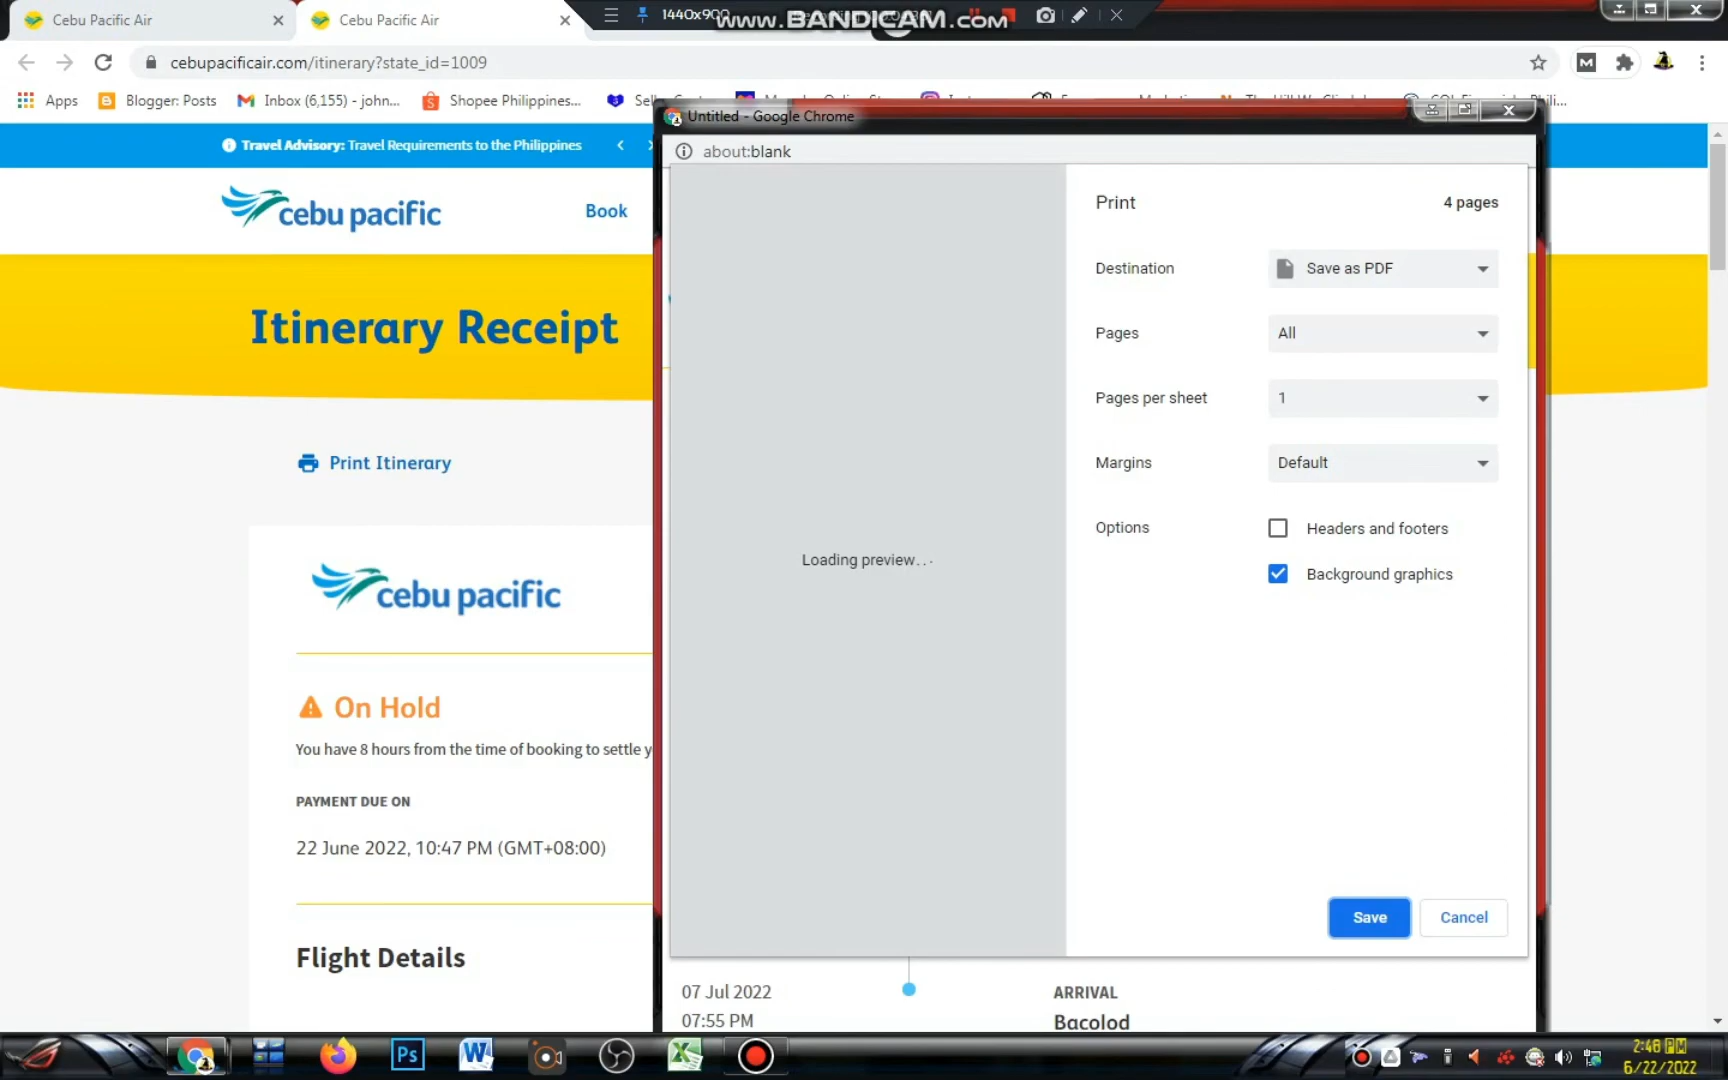 Cebu Pacific Air
Cebu Pacific Air
1440x900
www.BANDICAM.com
cebupacificair.com/itinerary?state_id=1009
Apps
Blogger: Posts
Inbox (6,155) - john...
Shopee Philippines...
Untitled - Google Chrome
about:blank
Travel Advisory: Travel Requirements to the Philippines
cebu pacific
Book
Itinerary Receipt
Print Itinerary
cebu pacific
On Hold
You have 8 hours from the time of booking to settle y
PAYMENT DUE ON
22 June 2022, 10:47 PM (GMT+08:00)
Flight Details
Loading preview...
Print
4 pages
Destination
Save as PDF
Pages
All
Pages per sheet
1
Margins
Default
Options
Headers and footers
Background graphics
Save
Cancel
07 Jul 2022
07:55 PM
ARRIVAL
Bacolod
Ps
2:48 PM
6/22/2022